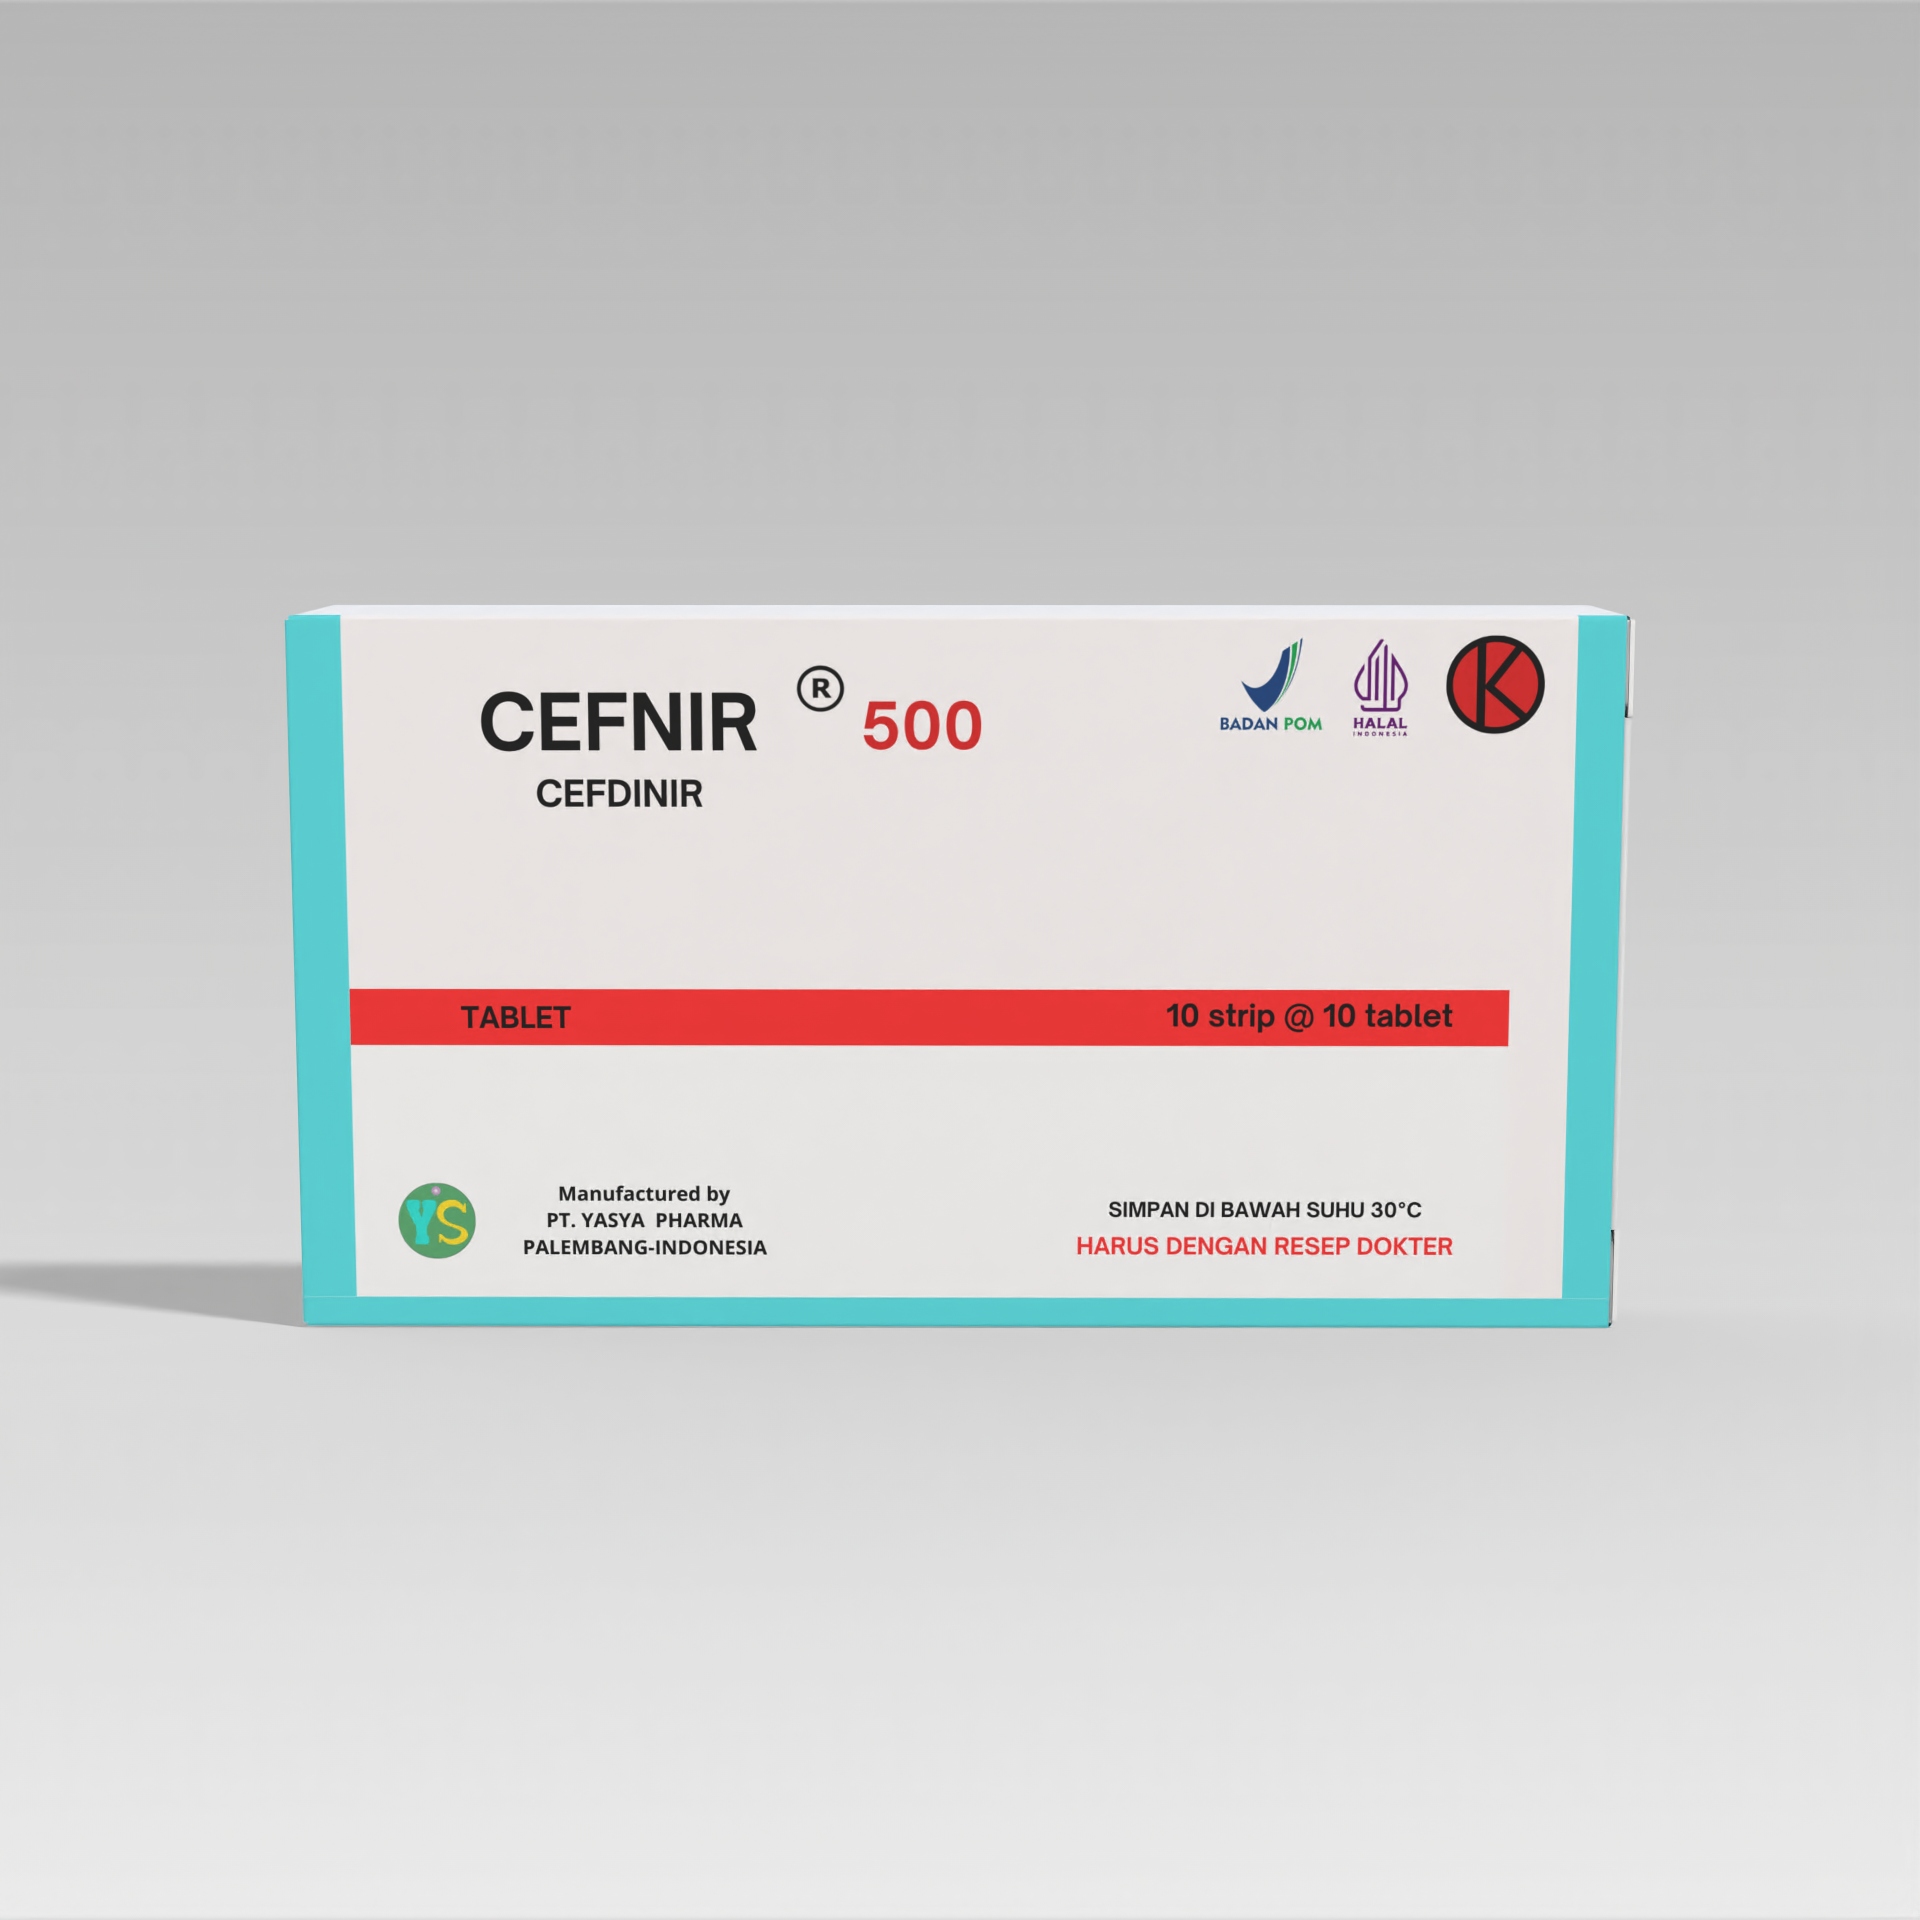 CEFNIR ® 500
CEFDINIR
BADAN POM
HALAL
INDONESIA
K
TABLET
10 strip @ 10 tablet
YS
Manufactured by
PT. YASYA PHARMA
PALEMBANG-INDONESIA
SIMPAN DI BAWAH SUHU 30°C
HARUS DENGAN RESEP DOKTER